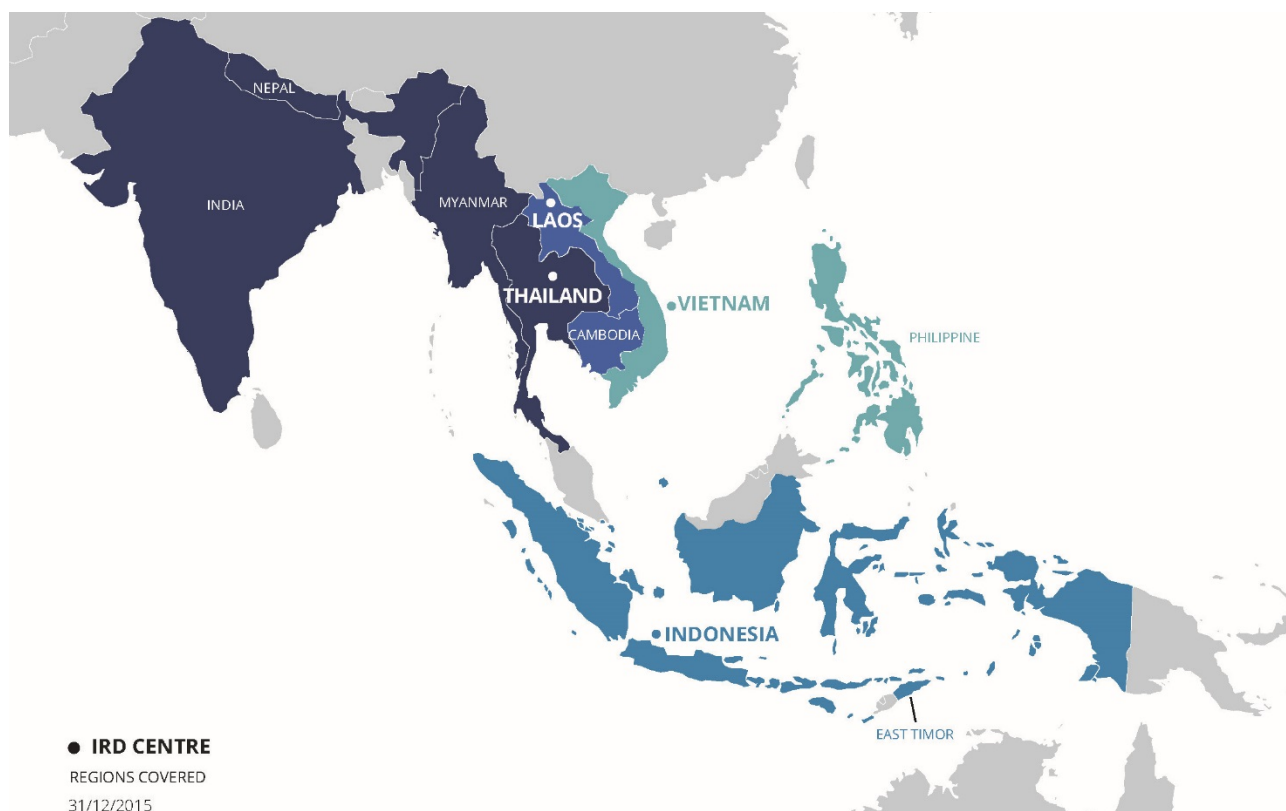 NEPAL
INDIA
MYANMAR
LAOS
THAILAND
VIETNAM
CAMBODIA
PHILIPPINE
INDONESIA
EAST TIMOR
IRD CENTRE
REGIONS COVERED
31/12/2015